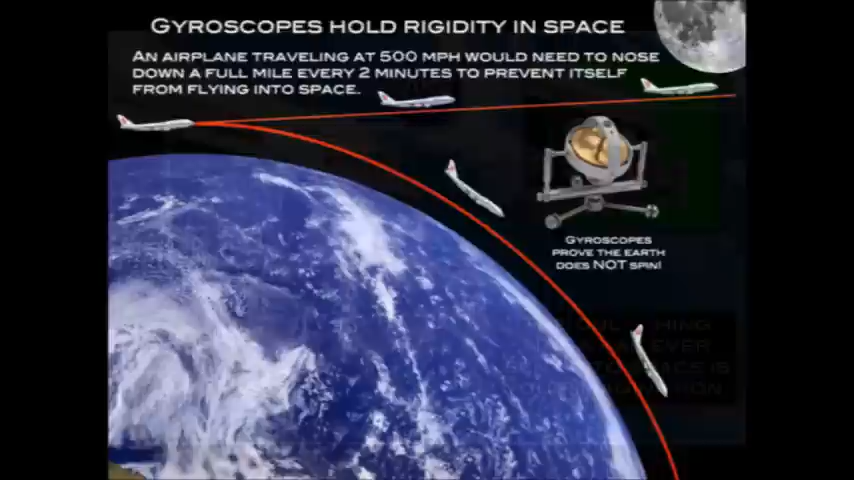 GYROSCOPES HOLD RIGIDITY IN SPACE
AN AIRPLANE TRAVELING AT 500 MPH WOULD NEED TO NOSE
DOWN A FULL MILE EVERY 2 MINUTES TO PREVENT ITSELF
FROM FLYING INTO SPACE.
GYROSCOPES
PROVE THE EARTH
DOES NOT SPIN!